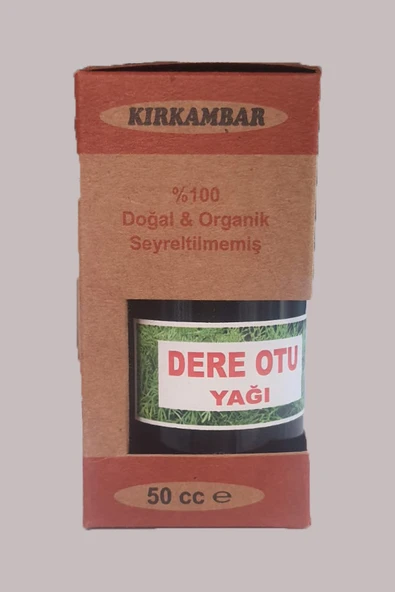 KIRKAMBAR
%100
Doğal & Organik
Seyreltilmemiş
DERE OTU
YAĞI
50 cc ℮